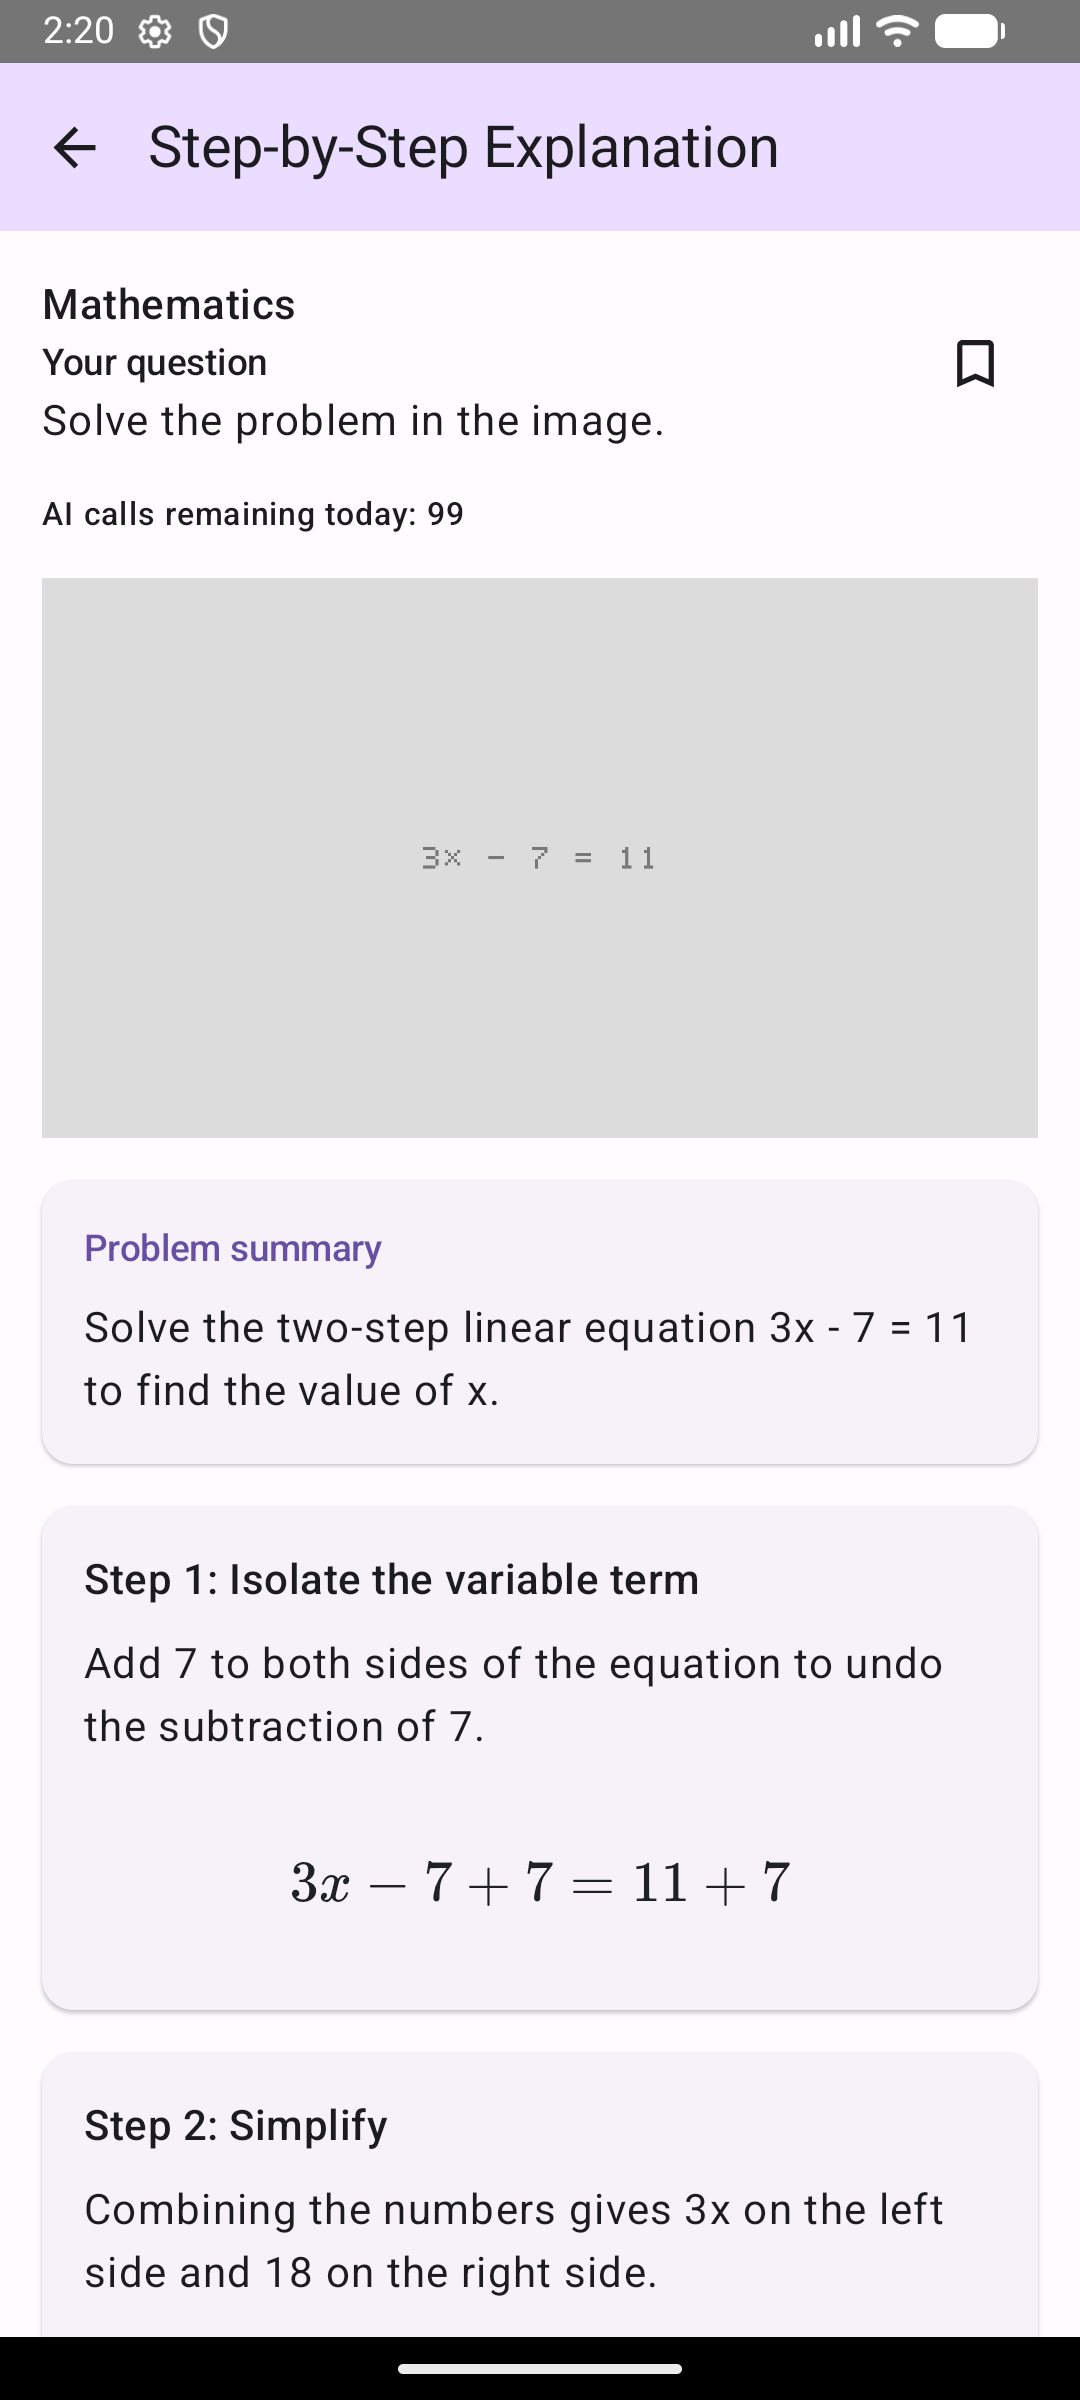 2:20
Step-by-Step Explanation
Mathematics
Your question
Solve the problem in the image.
AI calls remaining today: 99
3x - 7 = 11
Problem summary
Solve the two-step linear equation 3x - 7 = 11
to find the value of x.
Step 1: Isolate the variable term
Add 7 to both sides of the equation to undo
the subtraction of 7.
3x − 7 + 7 = 11 + 7
Step 2: Simplify
Combining the numbers gives 3x on the left
side and 18 on the right side.